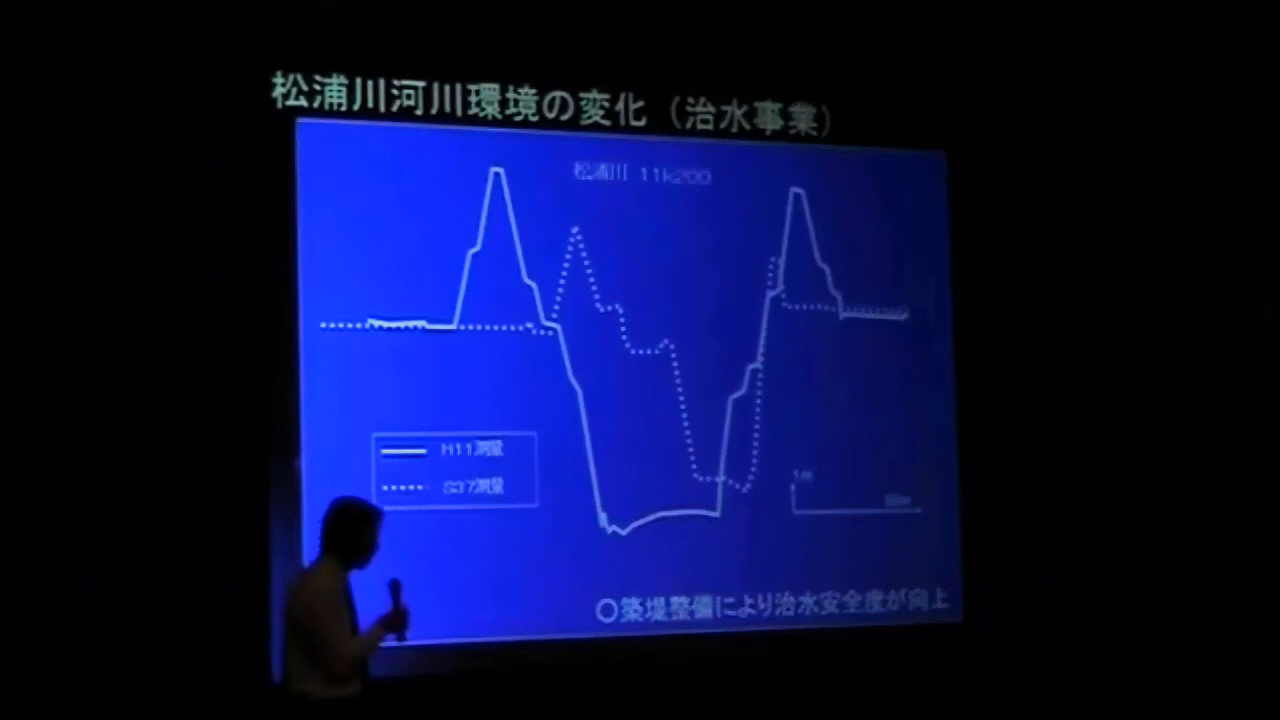 松浦川河川環境の変化（治水事業）
松浦川 11k200
H11測量
S37測量
1m
〇築堤整備により治水安全度が向上